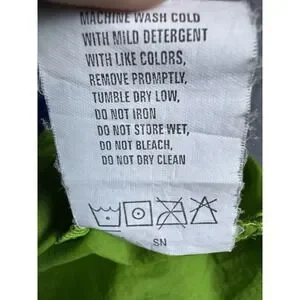 MACHINE WASH COLD
WITH MILD DETERGENT
WITH LIKE COLORS,
REMOVE PROMPTLY,
TUMBLE DRY LOW,
DO NOT IRON
DO NOT STORE WET,
DO NOT BLEACH,
DO NOT DRY CLEAN
SN